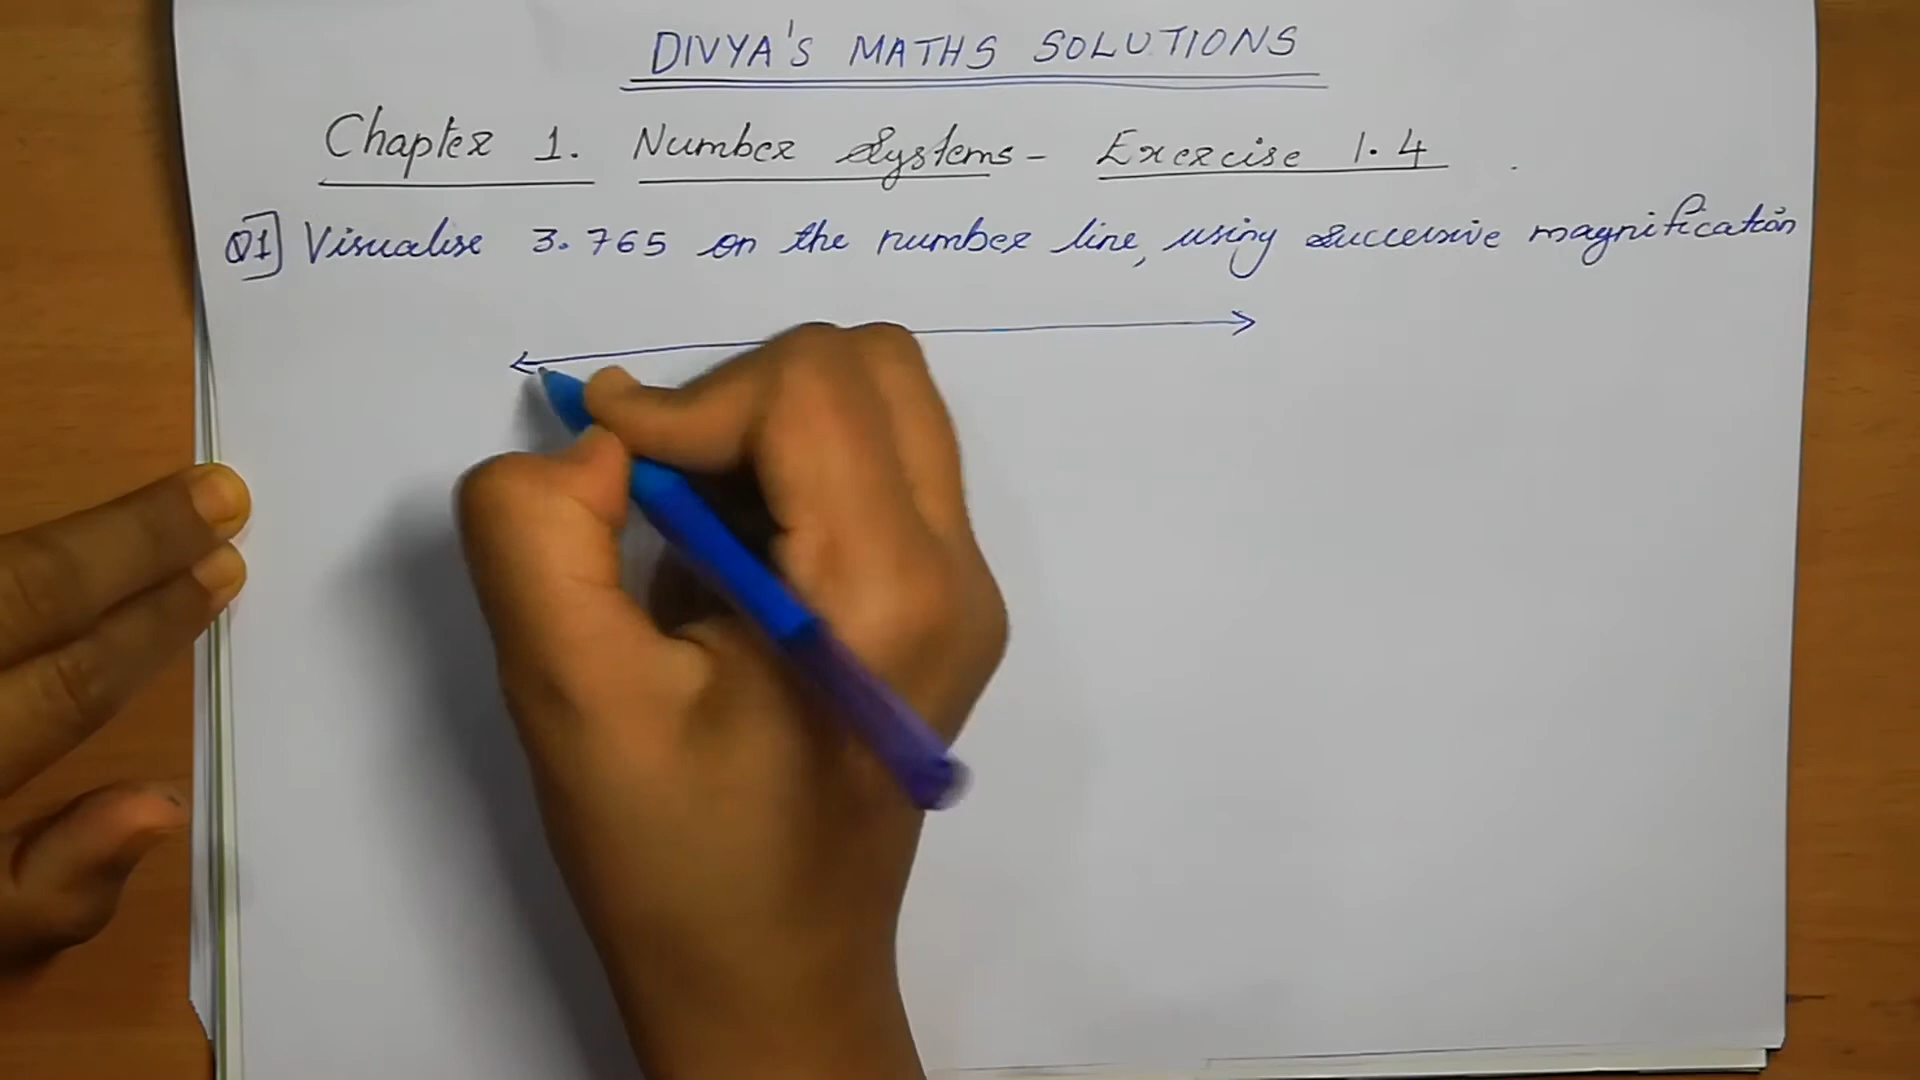 DIVYA'S MATHS SOLUTIONS
Chapter 1. Number Systems - Exercise 1.4
Q1] Visualise 3.765 on the number line, using successive magnification